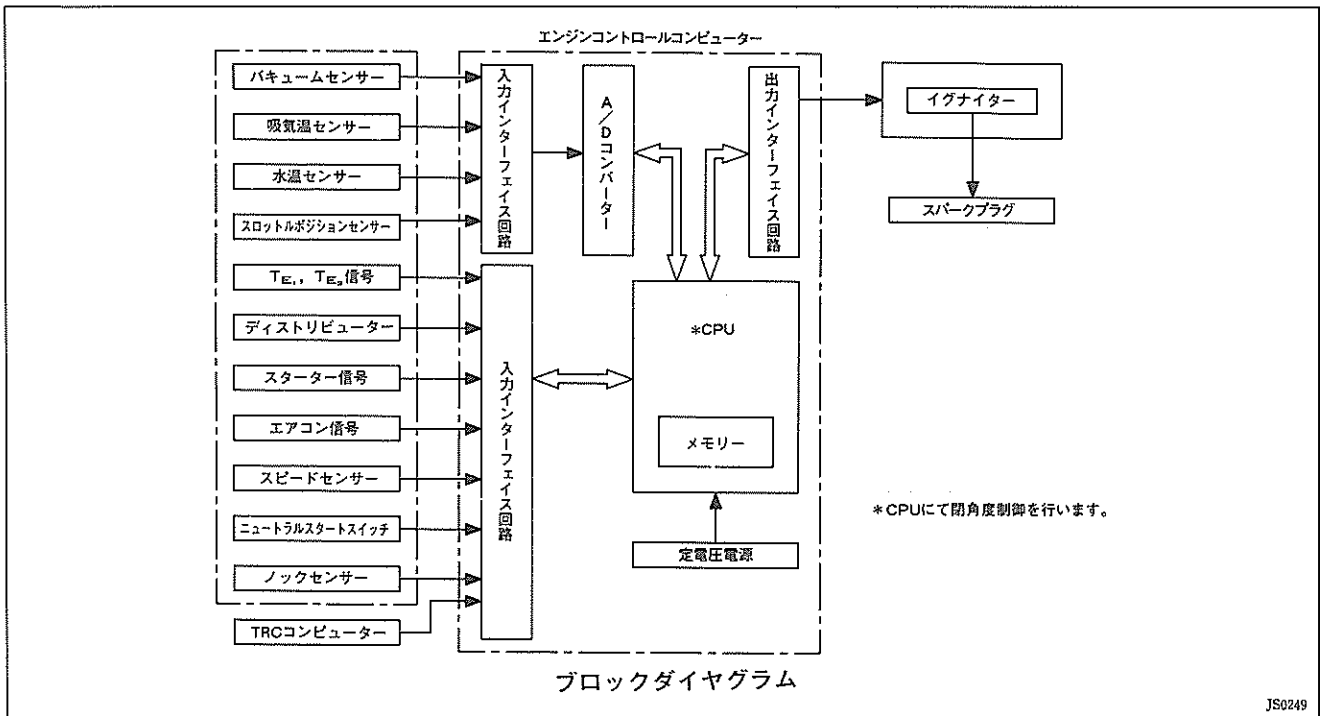 エンジンコントロールコンピューター
バキュームセンサー
吸気温センサー
水温センサー
スロットルポジションセンサー
TE₁，TE₂信号
ディストリビューター
スターター信号
エアコン信号
スピードセンサー
ニュートラルスタートスイッチ
ノックセンサー
TRCコンピューター
入力インターフェイス回路
入力インターフェイス回路
A／Dコンバーター
出力インターフェイス回路
＊CPU
メモリー
定電圧電源
イグナイター
スパークプラグ
＊CPUにて閉角度制御を行います。
ブロックダイヤグラム
JS0249